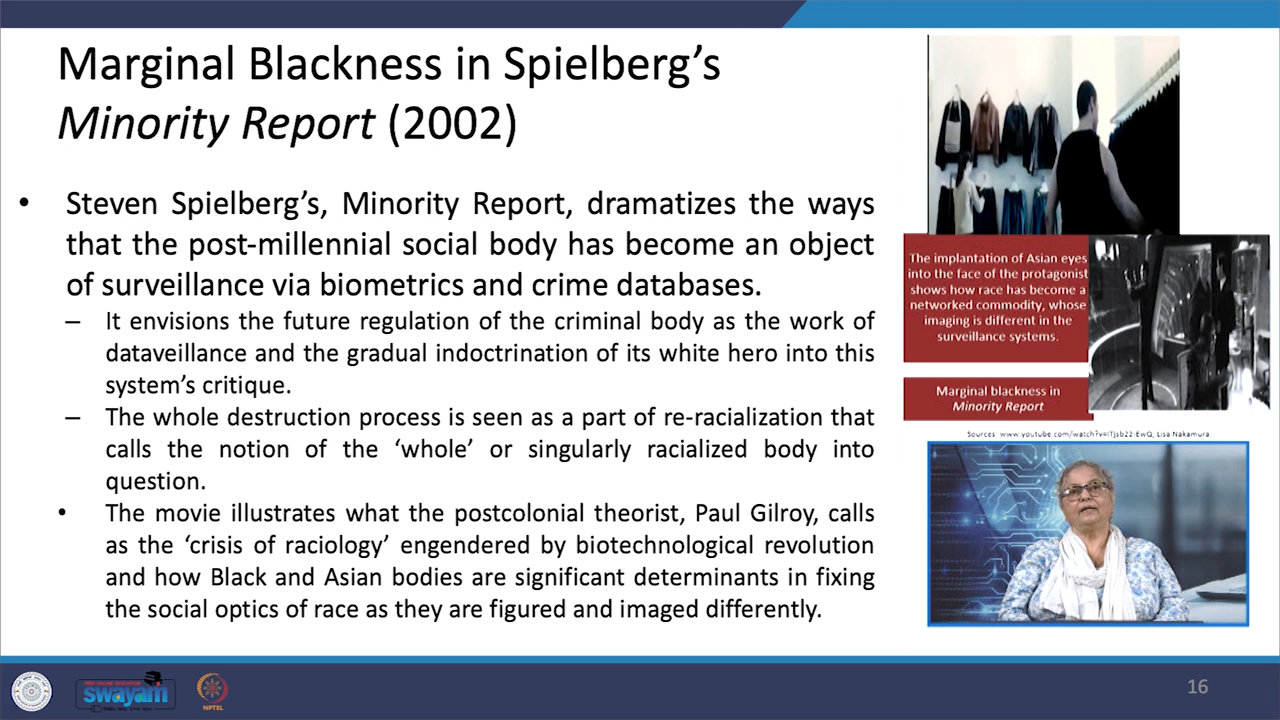 Marginal Blackness in Spielberg’s
Minority Report (2002)
• Steven Spielberg’s, Minority Report, dramatizes the ways
that the post-millennial social body has become an object
of surveillance via biometrics and crime databases.
– It envisions the future regulation of the criminal body as the work of
dataveillance and the gradual indoctrination of its white hero into this
system’s critique.
– The whole destruction process is seen as a part of re-racialization that
calls the notion of the ‘whole’ or singularly racialized body into
question.
• The movie illustrates what the postcolonial theorist, Paul Gilroy, calls
as the ‘crisis of raciology’ engendered by biotechnological revolution
and how Black and Asian bodies are significant determinants in fixing
the social optics of race as they are figured and imaged differently.
The implantation of Asian eyes
into the face of the protagonist
shows how race has become a
networked commodity, whose
imaging is different in the
surveillance systems.
Marginal blackness in
Minority Report
Sources: www.youtube.com/watch?v=ITjsb22-EwQ, Lisa Nakamura
swayam
NPTEL
16